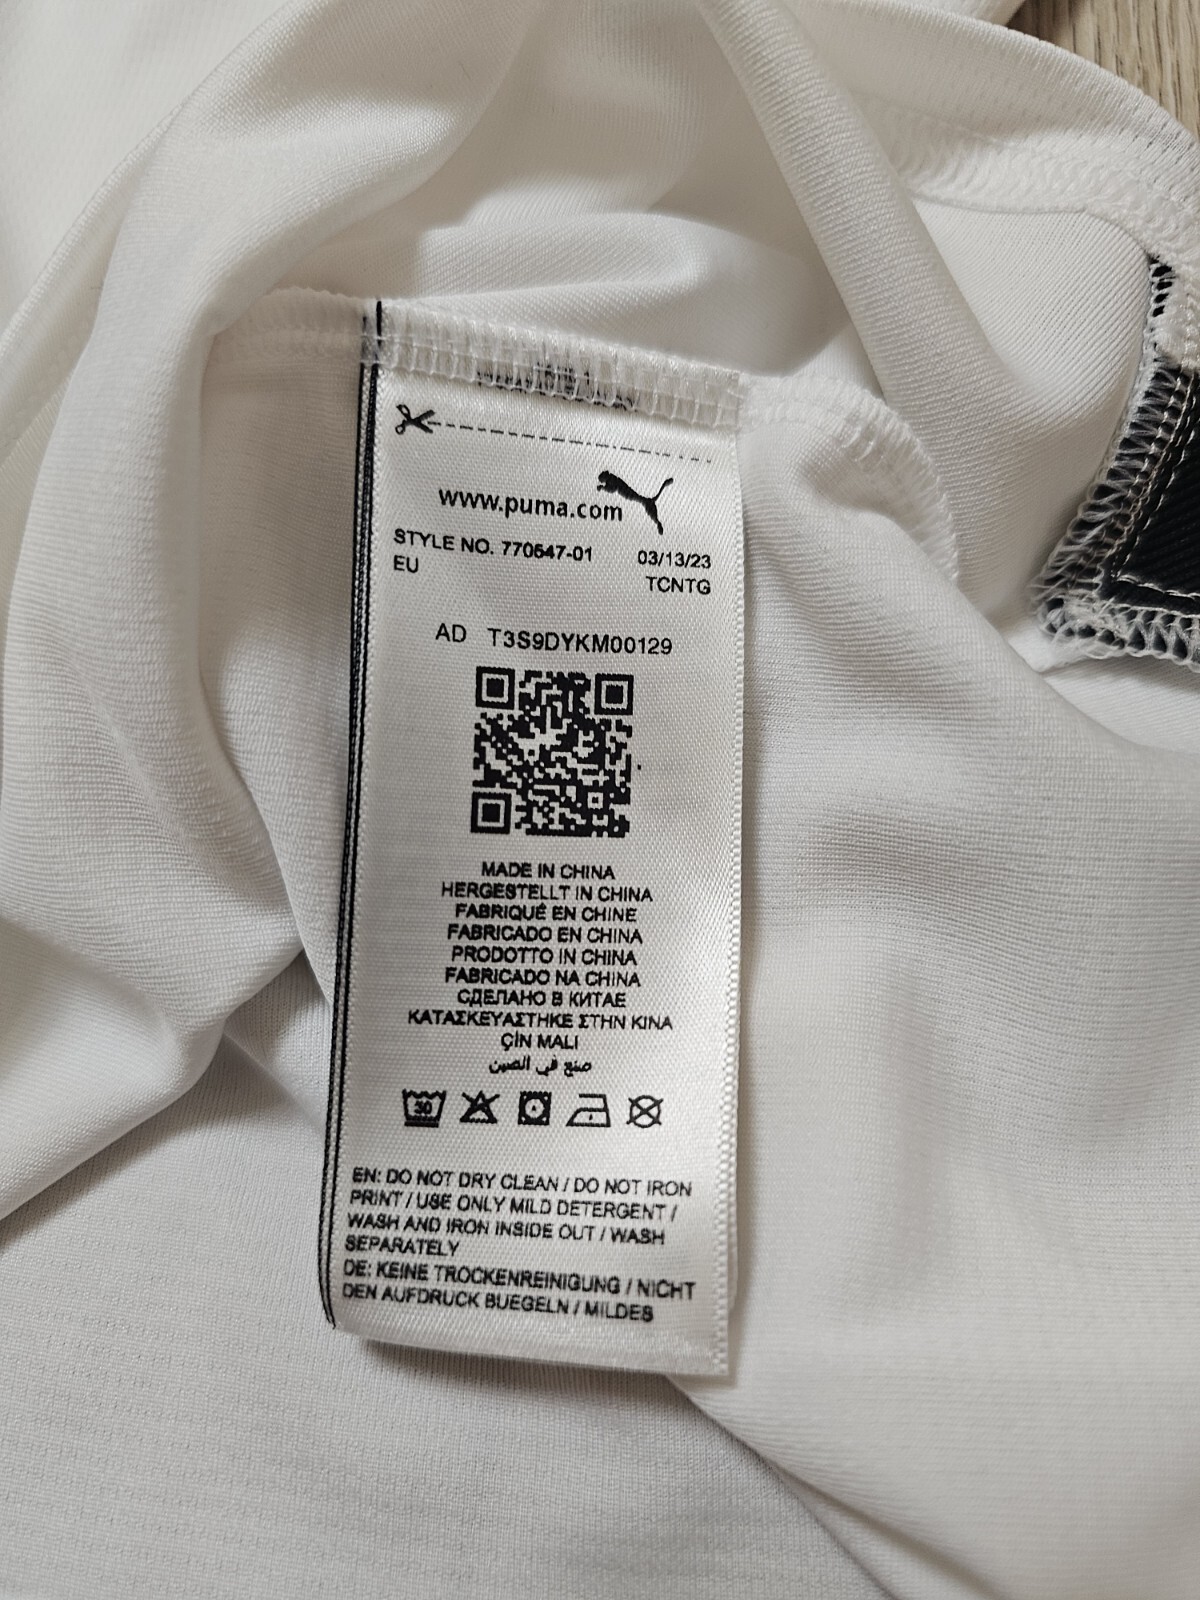 www.puma.com
STYLE NO. 770547-01 03/13/23
EU TCNTG
AD T3S9DYKM00129
MADE IN CHINA
HERGESTELLT IN CHINA
FABRIQUÉ EN CHINE
FABRICADO EN CHINA
PRODOTTO IN CHINA
FABRICADO NA CHINA
СДЕЛАНО В КИТАЕ
ΚΑΤΑΣΚΕΥΑΣΤΗΚΕ ΣΤΗΝ ΚΙΝΑ
ÇİN MALI
صنع في الصين
30
EN: DO NOT DRY CLEAN / DO NOT IRON
PRINT / USE ONLY MILD DETERGENT /
WASH AND IRON INSIDE OUT / WASH
SEPARATELY
DE: KEINE TROCKENREINIGUNG / NICHT
DEN AUFDRUCK BUEGELN / MILDES